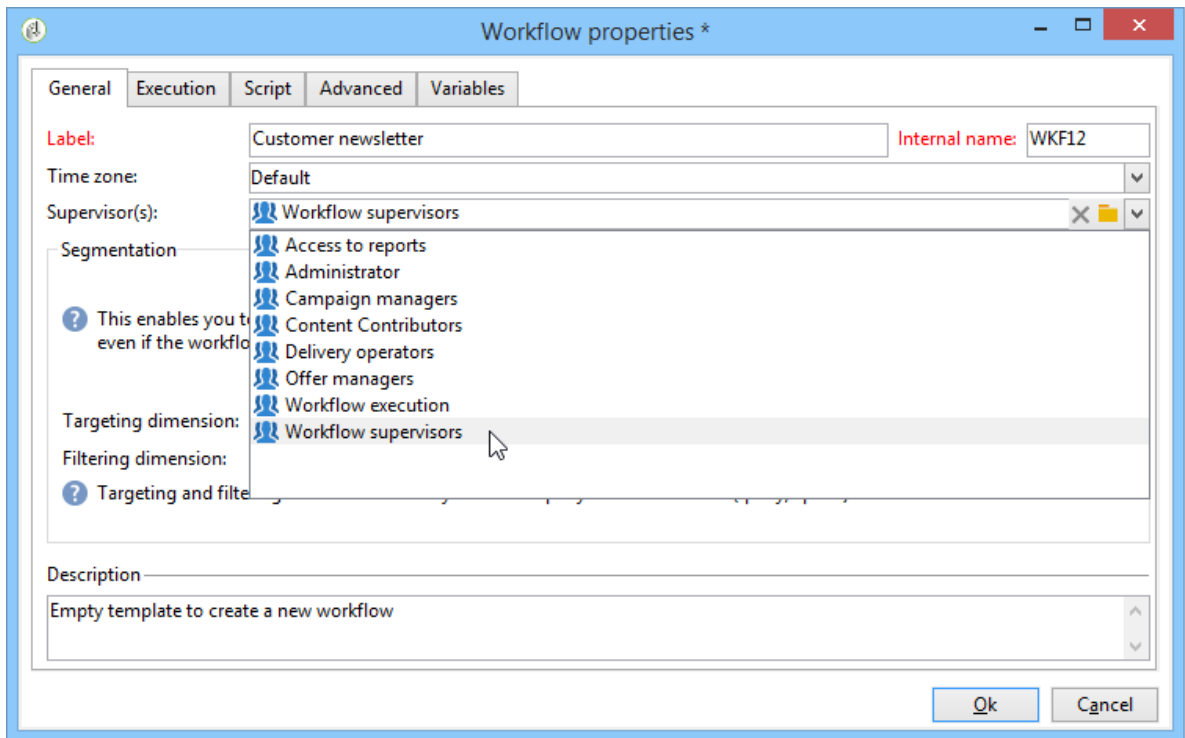 Workflow properties *
General Execution Script Advanced Variables
Label: Customer newsletter Internal name: WKF12
Time zone: Default
Supervisor(s): Workflow supervisors
Segmentation
Access to reports
Administrator
Campaign managers
This enables you t
Content Contributors
even if the workflo
Delivery operators
Offer managers
Workflow execution
Targeting dimension:
Workflow supervisors
Filtering dimension:
Targeting and filte
Description
Empty template to create a new workflow
Ok Cancel